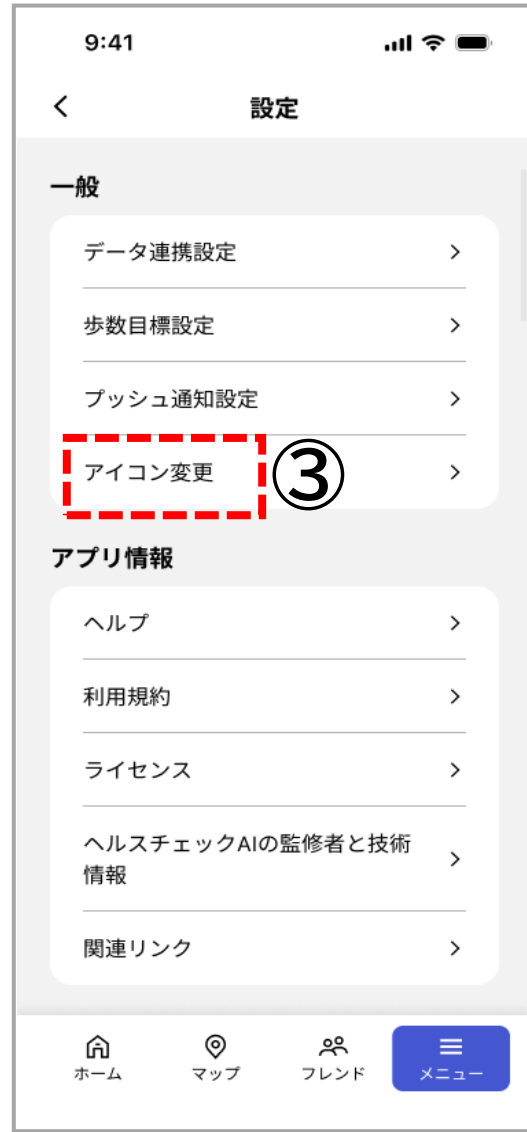 9:41
設定
一般
データ連携設定
歩数目標設定
プッシュ通知設定
アイコン変更
③
アプリ情報
ヘルプ
利用規約
ライセンス
ヘルスチェックAIの監修者と技術
情報
関連リンク
ホーム マップ フレンド メニュー